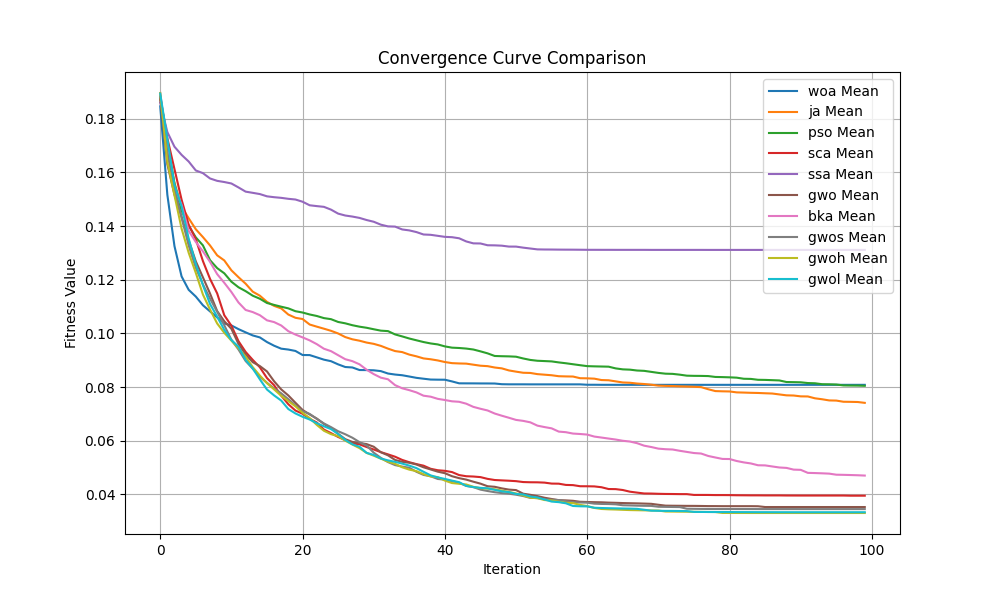 Convergence Curve Comparison
Fitness Value
0.18
0.16
0.14
0.12
0.10
0.08
0.06
0.04
0
20
40
60
80
100
Iteration
woa Mean
ja Mean
pso Mean
sca Mean
ssa Mean
gwo Mean
bka Mean
gwos Mean
gwoh Mean
gwol Mean